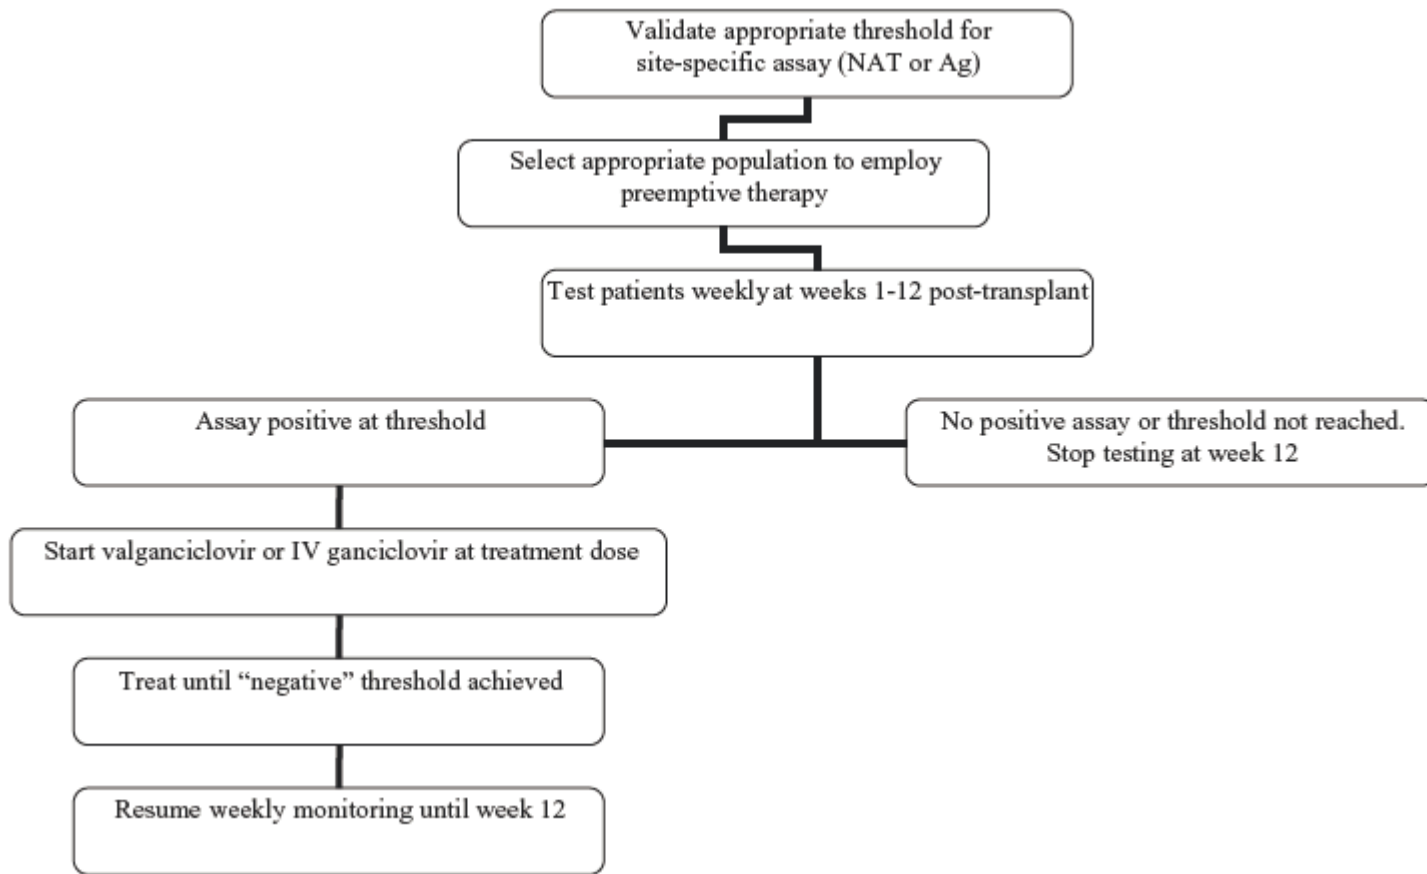 Validate appropriate threshold for
site-specific assay (NAT or Ag)
Select appropriate population to employ
preemptive therapy
Test patients weekly at weeks 1-12 post-transplant
Assay positive at threshold
No positive assay or threshold not reached.
Stop testing at week 12
Start valganciclovir or IV ganciclovir at treatment dose
Treat until “negative” threshold achieved
Resume weekly monitoring until week 12